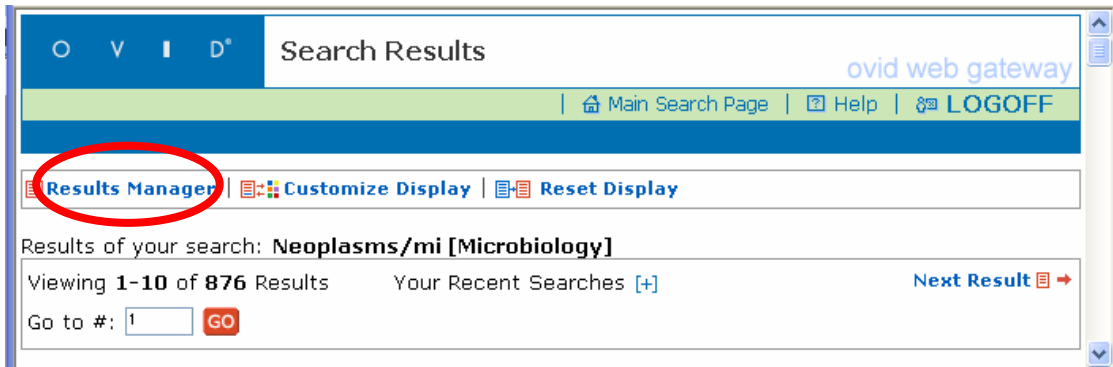 O V I D® Search Results
ovid web gateway
| Main Search Page | ? Help | LOGOFF
Results Manager | Customize Display | Reset Display
Results of your search: Neoplasms/mi [Microbiology]
Viewing 1-10 of 876 Results Your Recent Searches [+] Next Result
Go to #: 1 GO